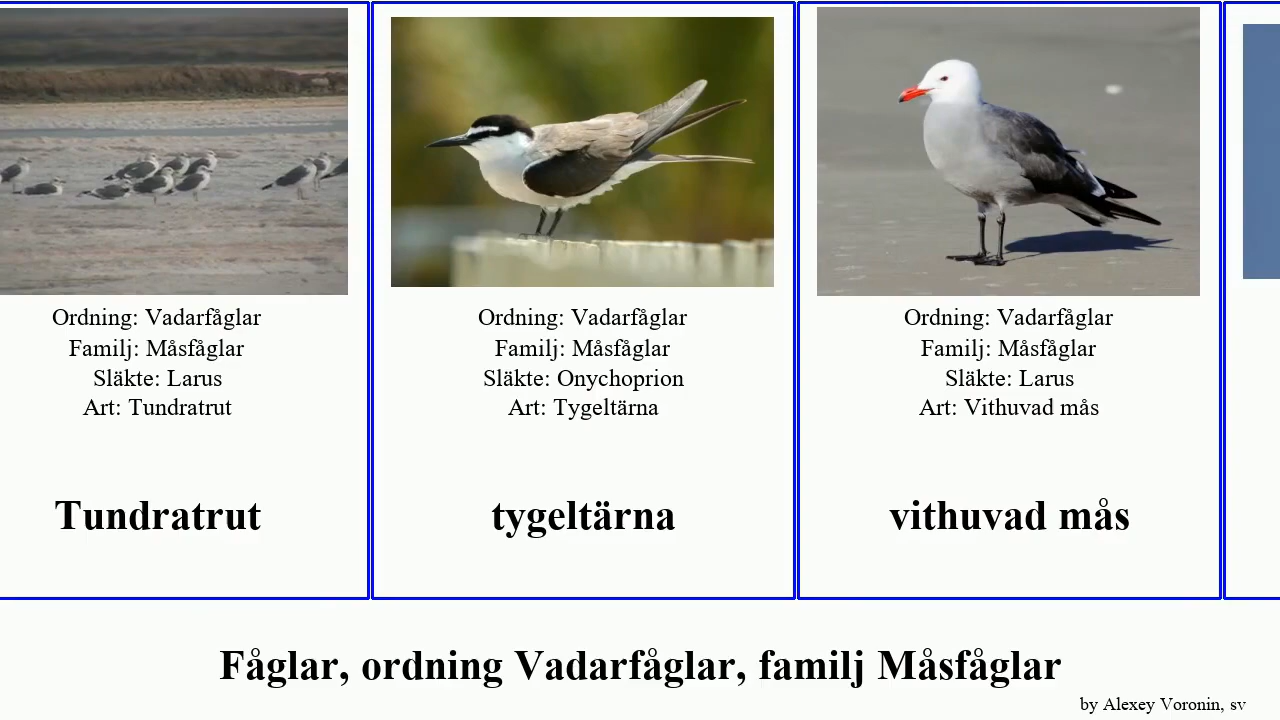 Ordning: Vadarfåglar
Familj: Måsfåglar
Släkte: Larus
Art: Tundratrut
Tundratrut
Ordning: Vadarfåglar
Familj: Måsfåglar
Släkte: Onychoprion
Art: Tygeltärna
tygeltärna
Ordning: Vadarfåglar
Familj: Måsfåglar
Släkte: Larus
Art: Vithuvad mås
vithuvad mås
Fåglar, ordning Vadarfåglar, familj Måsfåglar
by Alexey Voronin, sv